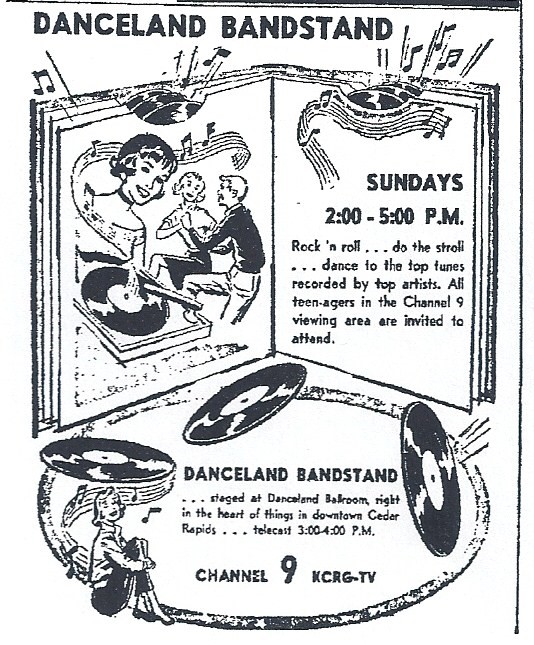 DANCELAND BANDSTAND
SUNDAYS
2:00 - 5:00 P.M.
Rock 'n roll . . . do the stroll
. . . dance to the top tunes
recorded by top artists. All
teen-agers in the Channel 9
viewing area are invited to
attend.
DANCELAND BANDSTAND
. . . staged at Danceland Ballroom, right
in the heart of things in downtown Cedar
Rapids . . . telecast 3:00-4:00 P.M.
CHANNEL 9 KCRG-TV